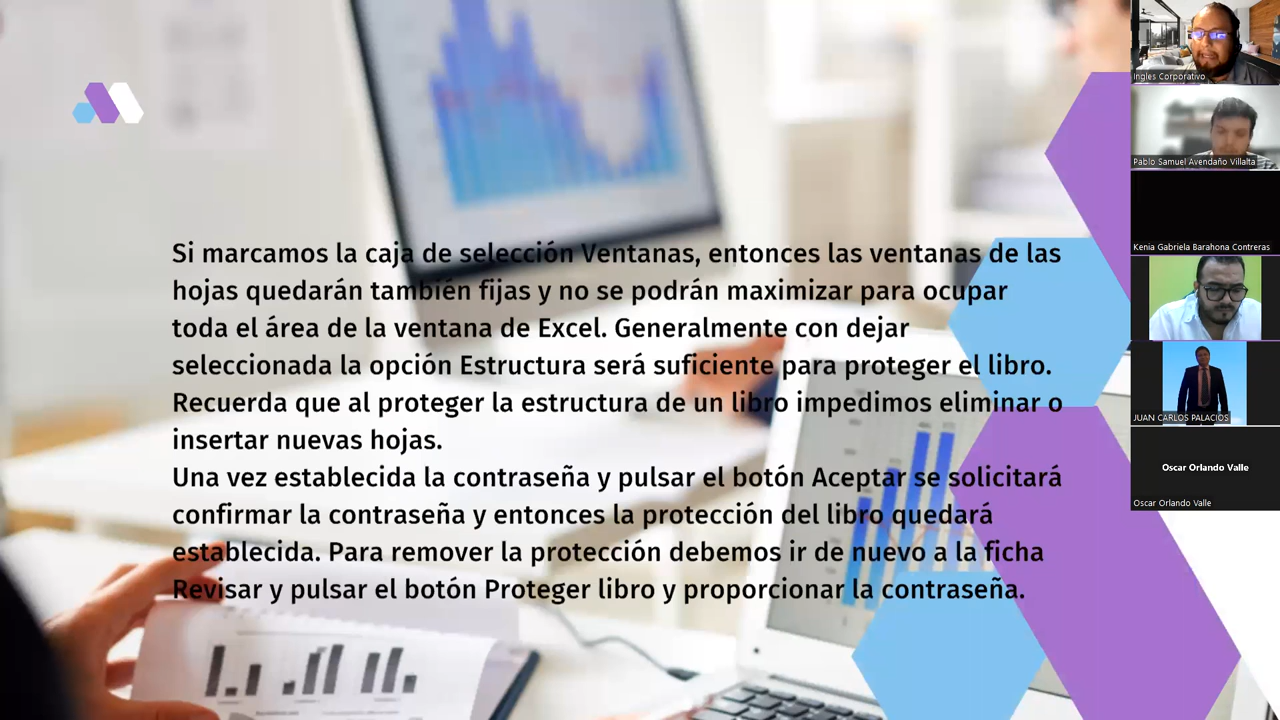 Si marcamos la caja de selección Ventanas, entonces las ventanas de las
hojas quedarán también fijas y no se podrán maximizar para ocupar
toda el área de la ventana de Excel. Generalmente con dejar
seleccionada la opción Estructura será suficiente para proteger el libro.
Recuerda que al proteger la estructura de un libro impedimos eliminar o
insertar nuevas hojas.
Una vez establecida la contraseña y pulsar el botón Aceptar se solicitará
confirmar la contraseña y entonces la protección del libro quedará
establecida. Para remover la protección debemos ir de nuevo a la ficha
Revisar y pulsar el botón Proteger libro y proporcionar la contraseña.
Ingles Corporativo
Pablo Samuel Avendaño Villalta
Kenia Gabriela Barahona Contreras
JUAN CARLOS PALACIOS
Oscar Orlando Valle
Oscar Orlando Valle